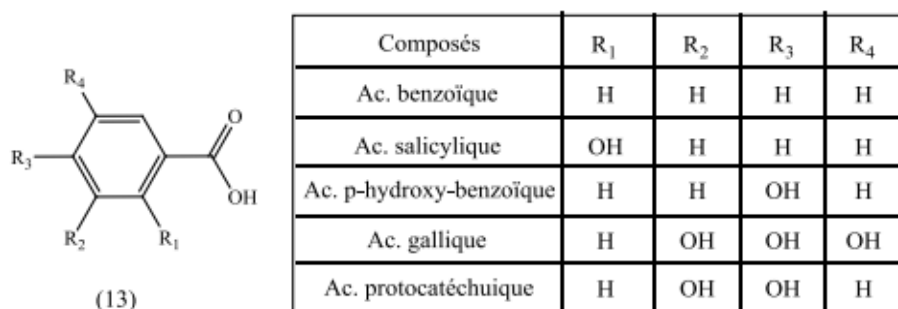 R₄
O
R₃
OH
R₂
R₁
(13)
Composés R₁ R₂ R₃ R₄
Ac. benzoïque H H H H
Ac. salicylique OH H H H
Ac. p-hydroxy-benzoïque H H OH H
Ac. gallique H OH OH OH
Ac. protocatéchuique H OH OH H